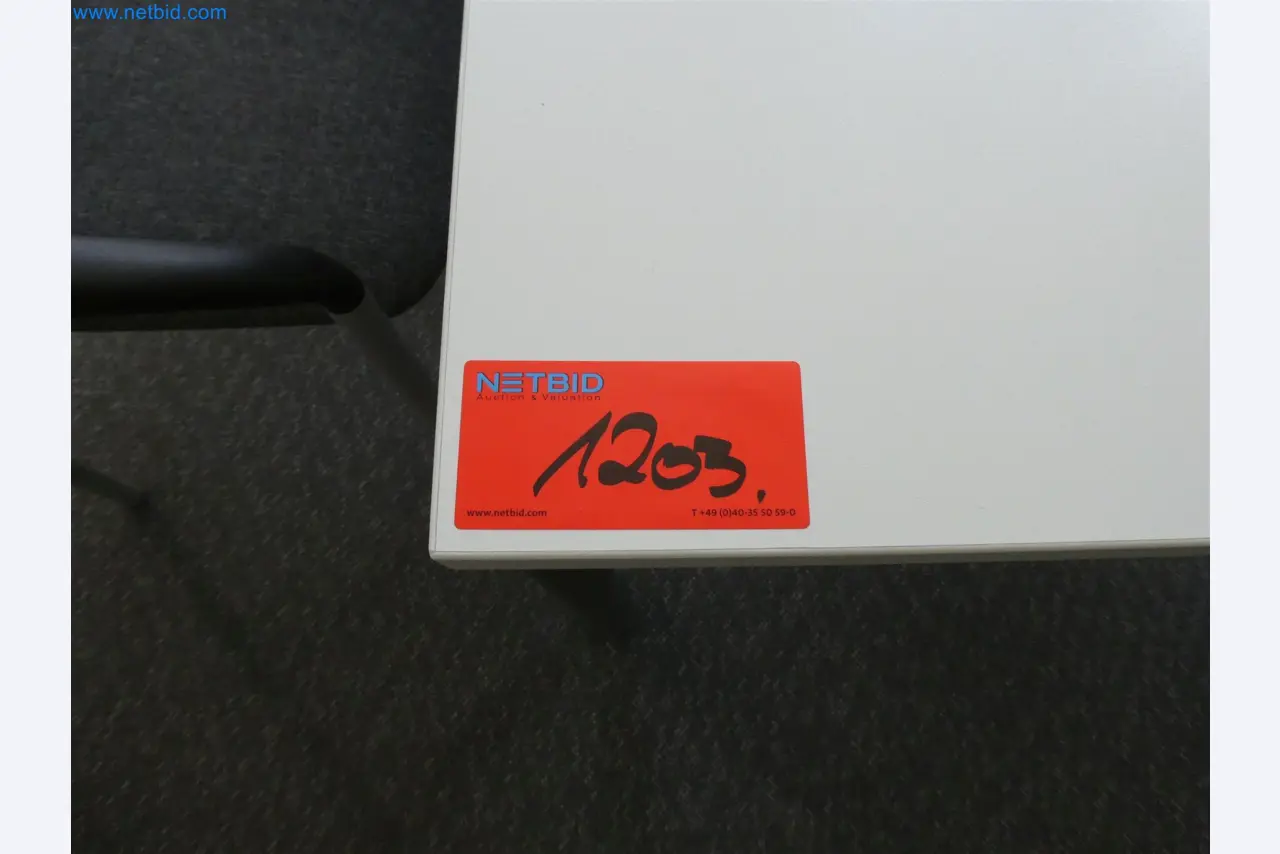 www.netbid.com
NETBID
Auction & Valuation
1203.
www.netbid.com
T +49 (0)40-35 50 59-0